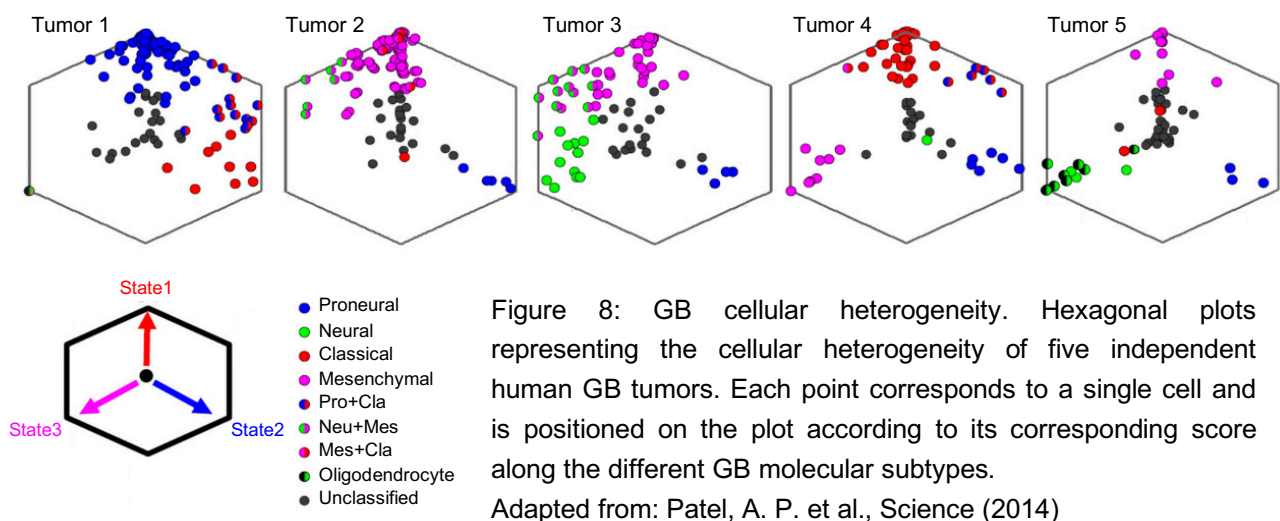 Tumor 1
Tumor 2
Tumor 3
Tumor 4
Tumor 5
State1
State3
State2
Proneural
Neural
Classical
Mesenchymal
Pro+Cla
Neu+Mes
Mes+Cla
Oligodendrocyte
Unclassified
Figure 8: GB cellular heterogeneity. Hexagonal plots
representing the cellular heterogeneity of five independent
human GB tumors. Each point corresponds to a single cell and
is positioned on the plot according to its corresponding score
along the different GB molecular subtypes.
Adapted from: Patel, A. P. et al., Science (2014)